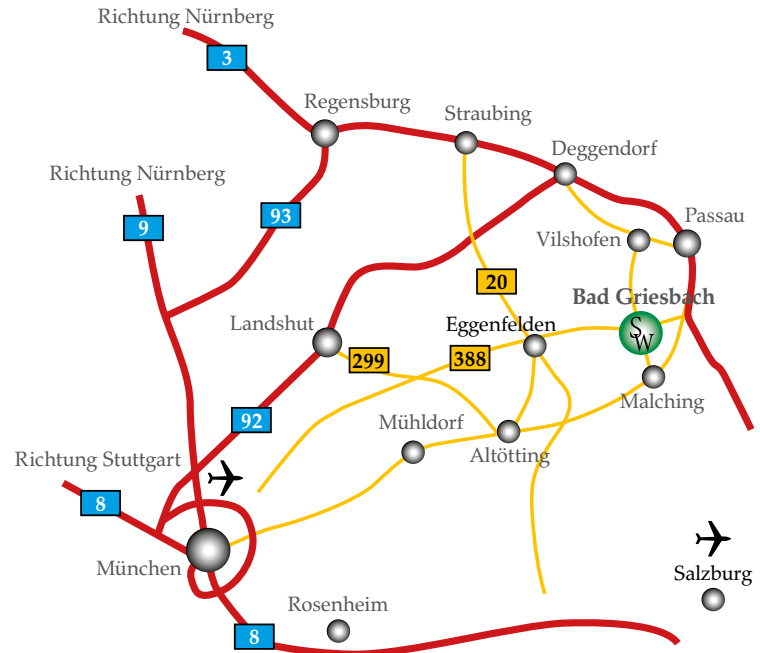 Richtung Nürnberg
3
Regensburg
Straubing
Deggendorf
Richtung Nürnberg
9
93
Passau
Vilshofen
20
Bad Griesbach
SW
Landshut
Eggenfelden
299
388
Malching
92
Mühldorf
Altötting
Richtung Stuttgart
8
München
Salzburg
Rosenheim
8